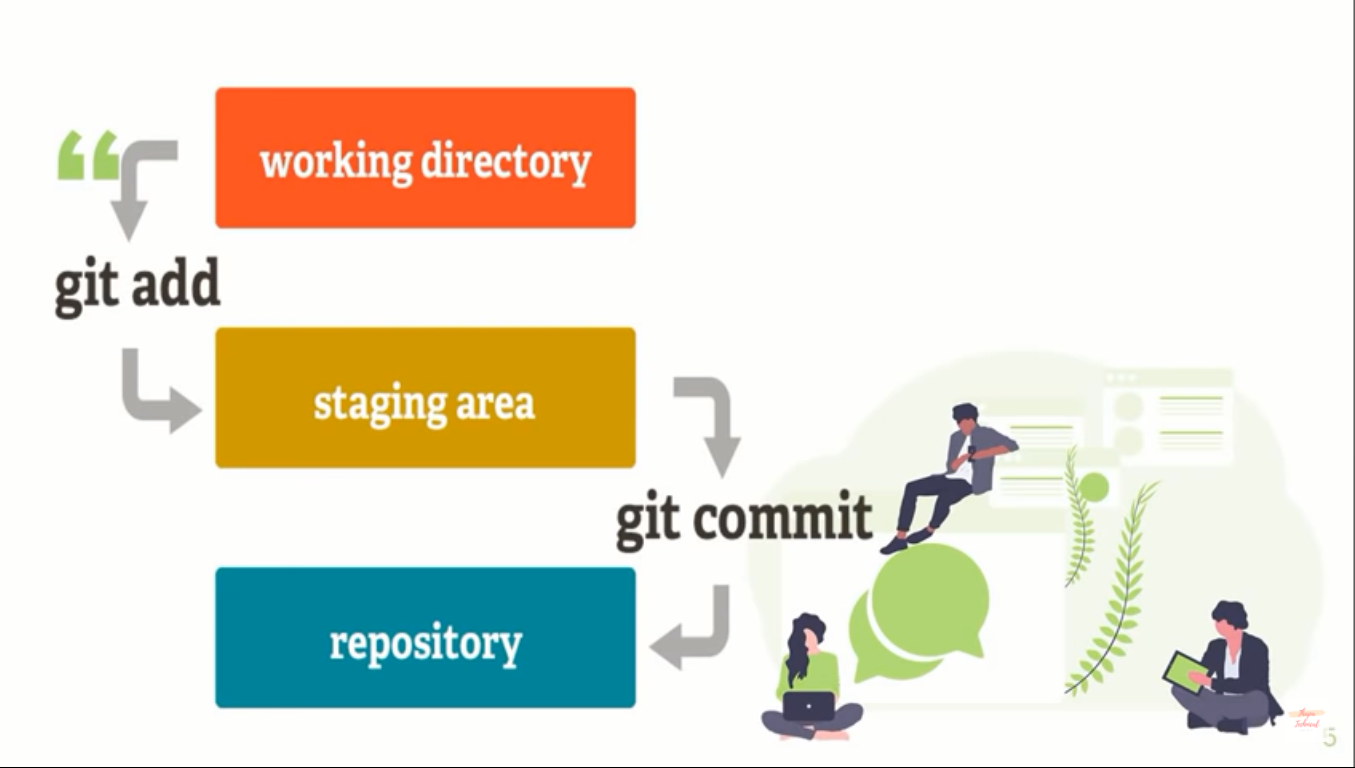 working directory
git add
staging area
git commit
repository
5